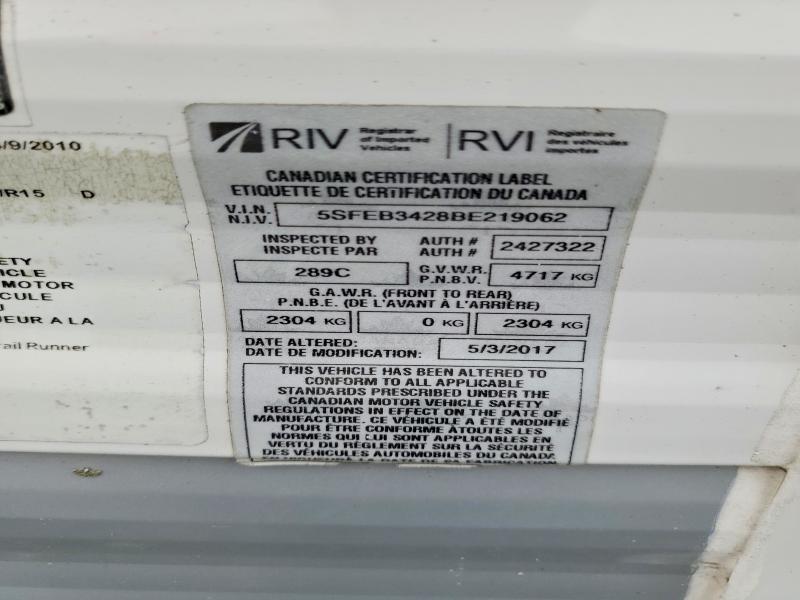 /9/2010
/R15 D
ETY
HICLE
MOTOR
CULE
U
EUR A LA
rail Runner
RIV Registrar of Imported Vehicles RVI Registraire des véhicules importés
CANADIAN CERTIFICATION LABEL
ETIQUETTE DE CERTIFICATION DU CANADA
V.I.N. N.I.V. 5SFEB3428BE219062
INSPECTED BY AUTH # 2427322
INSPECTE PAR AUTH #
289C G.V.W.R. P.N.B.V. 4717 KG
G.A.W.R. (FRONT TO REAR)
P.N.B.E. (DE L'AVANT À L'ARRIÈRE)
2304 KG 0 KG 2304 KG
DATE ALTERED:
DATE DE MODIFICATION: 5/3/2017
THIS VEHICLE HAS BEEN ALTERED TO
CONFORM TO ALL APPLICABLE
STANDARDS PRESCRIBED UNDER THE
CANADIAN MOTOR VEHICLE SAFETY
REGULATIONS IN EFFECT ON THE DATE OF
MANUFACTURE. CE VÉHICULE A ÉTÉ MODIFIÉ
POUR ÊTRE CONFORME ÀTOUTES LES
NORMES QUI LUI SONT APPLICABLES EN
VERTU DU RÈGLEMENT SUR LA SÉCURITÉ
DES VÉHICULES AUTOMOBILES DU CANADA